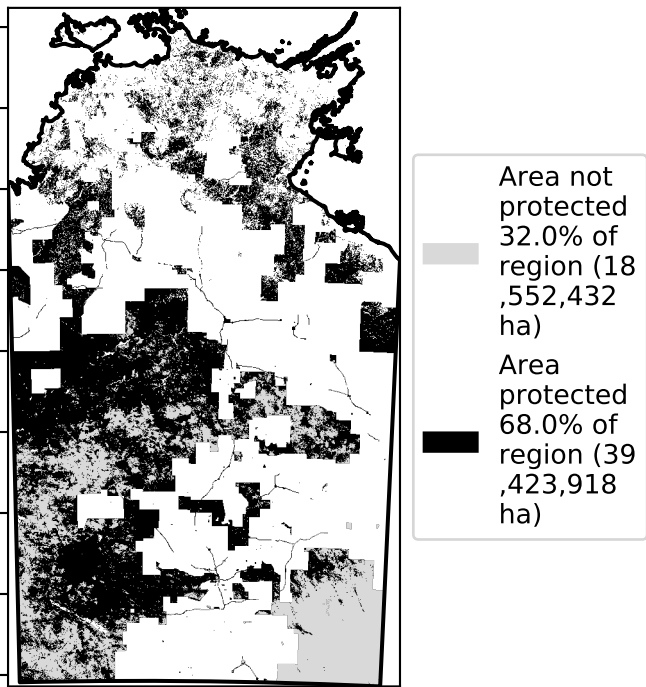 Area not
protected
32.0% of
region (18
,552,432
ha)
Area
protected
68.0% of
region (39
,423,918
ha)